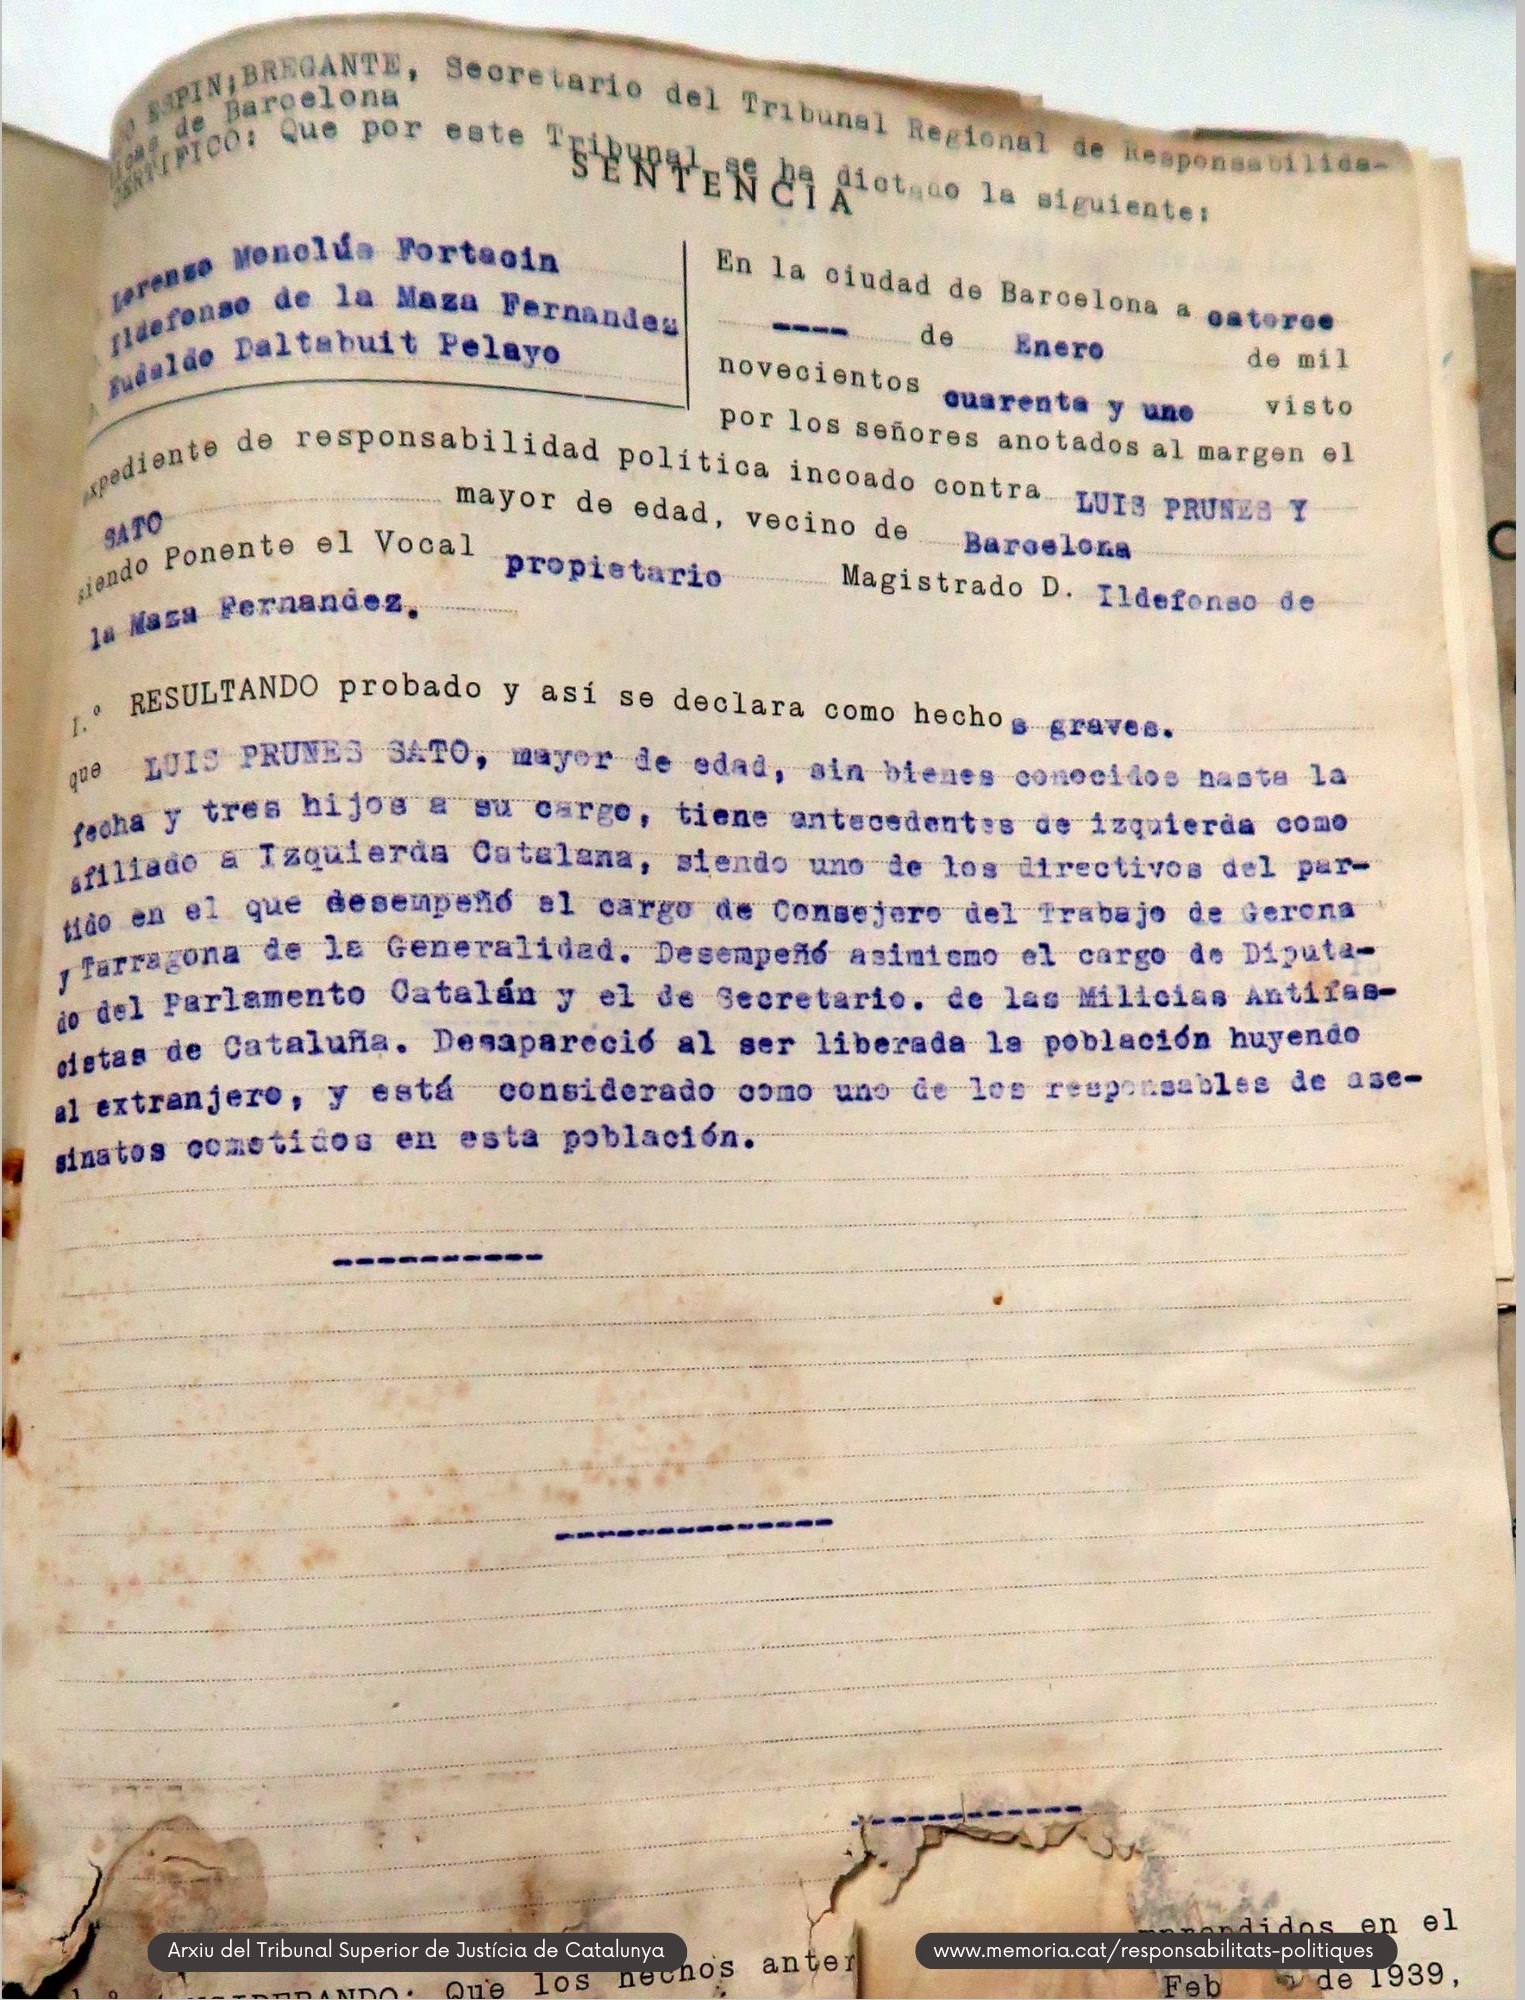 ESPIN;BREGANTE, Secretario del Tribunal Regional de Responsabilida-
de Barcelona
CERTIFICO: Que por este Tribunal se ha dictado la siguiente:
SENTENCIA
Lorenzo Monclús Fortacin
Ildefonso de la Maza Fernandez
Eudaldo Daltabuit Pelayo
En la ciudad de Barcelona a catorce
---- de Enero de mil
novecientos cuarenta y uno visto
por los señores anotados al margen el
expediente de responsabilidad política incoado contra LUIS PRUNES Y
SATO mayor de edad, vecino de Barcelona
siendo Ponente el Vocal propietario Magistrado D. Ildefonso de
la Maza Fernandez.
1.º RESULTANDO probado y así se declara como hechos graves.
que LUIS PRUNES SATO, mayor de edad, sin bienes conocidos hasta la
fecha y tres hijos a su cargo, tiene antecedentes de izquierda como
afiliado a Izquierda Catalana, siendo uno de los directivos del par-
tido en el que desempeñó el cargo de Consejero del Trabajo de Gerona
y Tarragona de la Generalidad. Desempeñó asimismo el cargo de Diputa-
do del Parlamento Catalán y el de Secretario. de las Milicias Antifas-
cistas de Cataluña. Desapareció al ser liberada la población huyendo
al extranjero, y está considerado como uno de los responsables de ase-
sinatos cometidos en esta población.
----------
-------------
-----------
Arxiu del Tribunal Superior de Justícia de Catalunya
www.memoria.cat/responsabilitats-politiques
en el
Que los hechos anter
Feb de 1939,